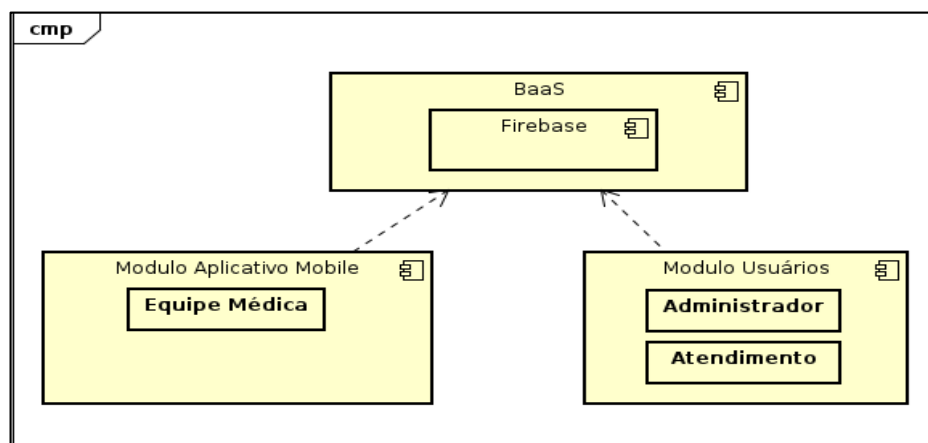 cmp
BaaS
Firebase
Modulo Aplicativo Mobile
Equipe Médica
Modulo Usuários
Administrador
Atendimento